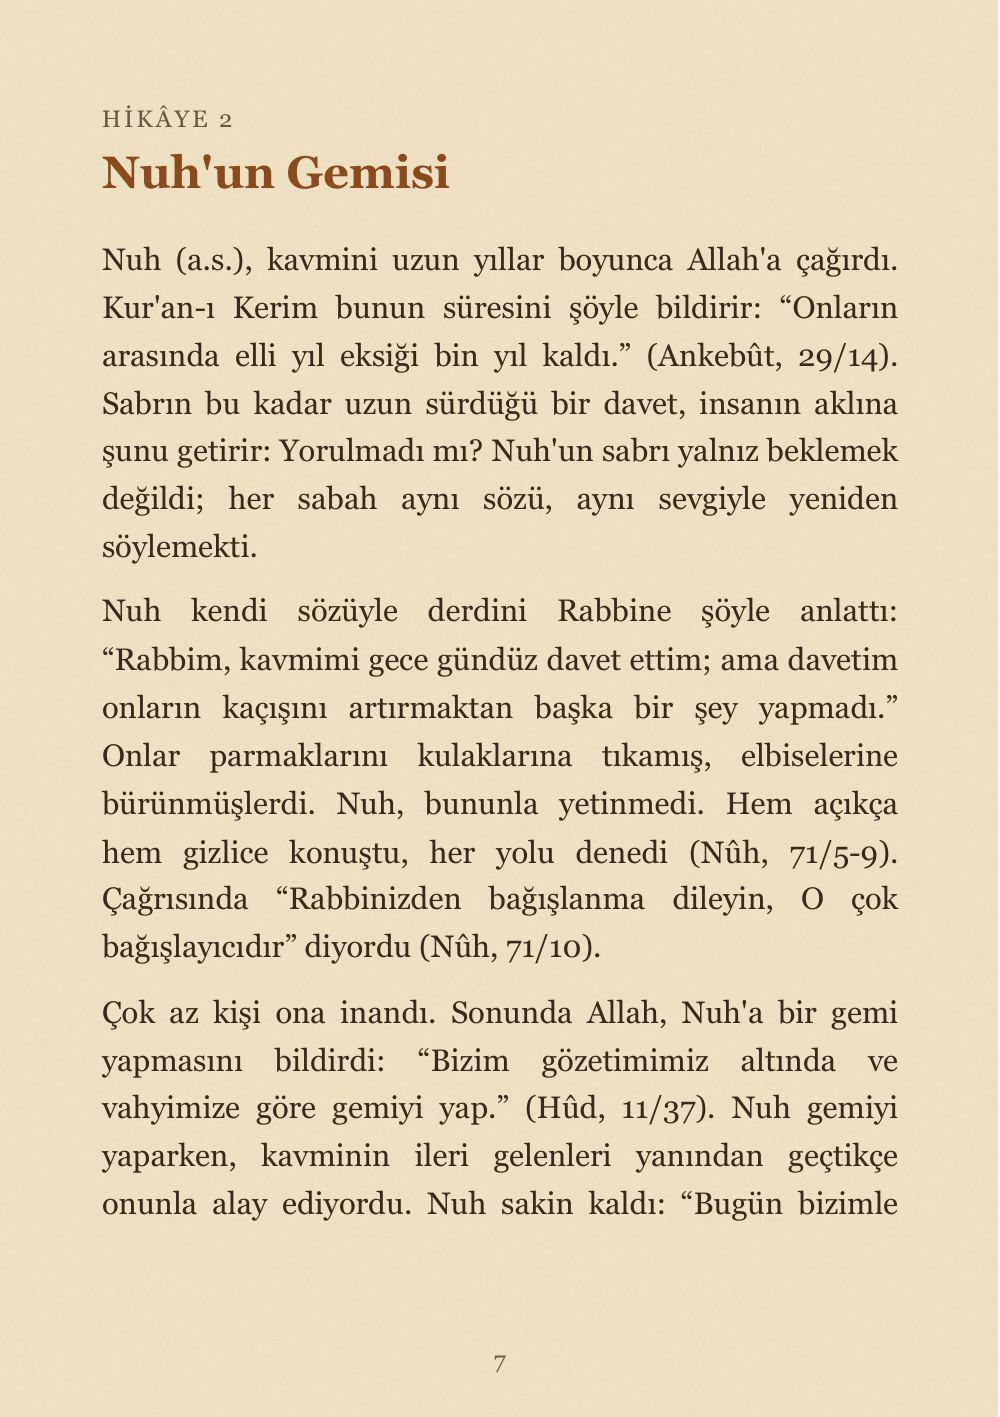 HİKÂYE 2
Nuh'un Gemisi
Nuh (a.s.), kavmini uzun yıllar boyunca Allah'a çağırdı.
Kur'an-ı Kerim bunun süresini şöyle bildirir: “Onların
arasında elli yıl eksiği bin yıl kaldı.” (Ankebût, 29/14).
Sabrın bu kadar uzun sürdüğü bir davet, insanın aklına
şunu getirir: Yorulmadı mı? Nuh'un sabrı yalnız beklemek
değildi; her sabah aynı sözü, aynı sevgiyle yeniden
söylemekti.
Nuh kendi sözüyle derdini Rabbine şöyle anlattı:
“Rabbim, kavmimi gece gündüz davet ettim; ama davetim
onların kaçışını artırmaktan başka bir şey yapmadı.”
Onlar parmaklarını kulaklarına tıkamış, elbiselerine
bürünmüşlerdi. Nuh, bununla yetinmedi. Hem açıkça
hem gizlice konuştu, her yolu denedi (Nûh, 71/5-9).
Çağrısında “Rabbinizden bağışlanma dileyin, O çok
bağışlayıcıdır” diyordu (Nûh, 71/10).
Çok az kişi ona inandı. Sonunda Allah, Nuh'a bir gemi
yapmasını bildirdi: “Bizim gözetimimiz altında ve
vahyimize göre gemiyi yap.” (Hûd, 11/37). Nuh gemiyi
yaparken, kavminin ileri gelenleri yanından geçtikçe
onunla alay ediyordu. Nuh sakin kaldı: “Bugün bizimle
7